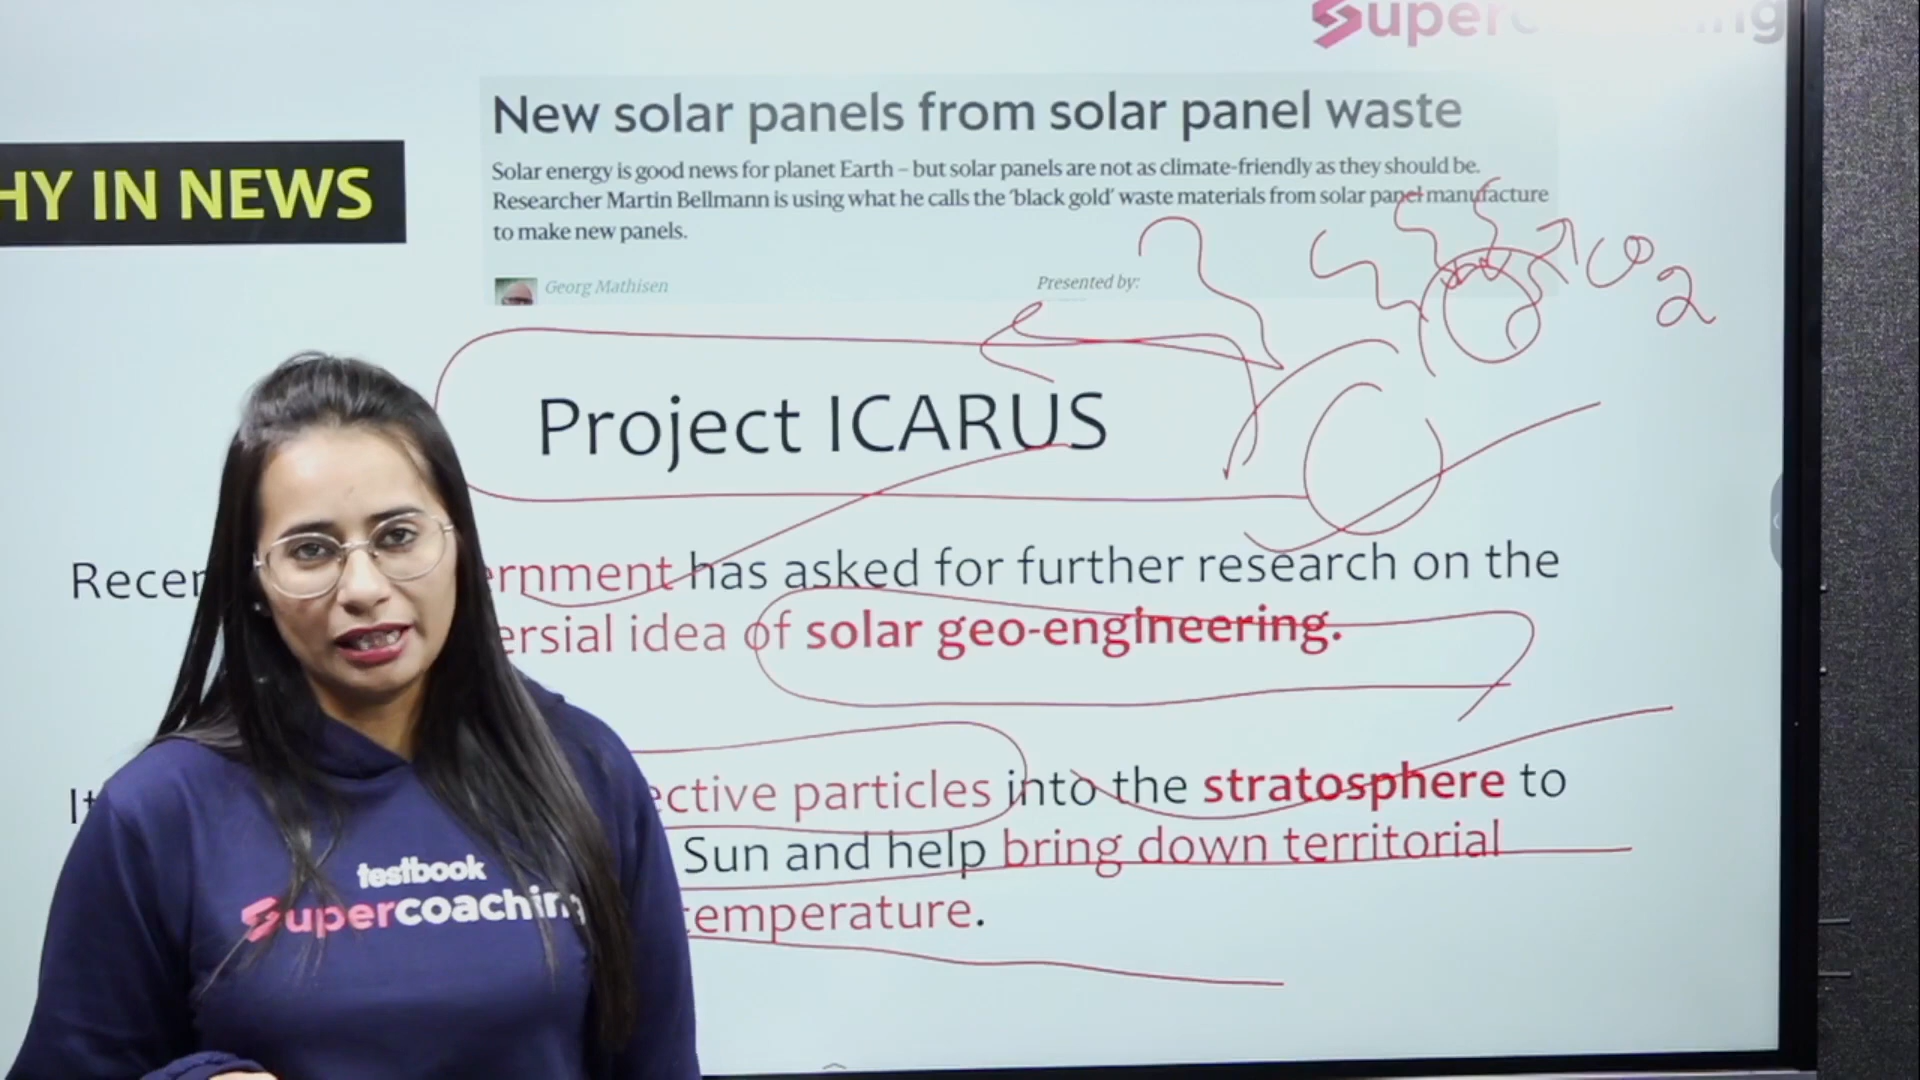 Supercoaching
New solar panels from solar panel waste
Solar energy is good news for planet Earth – but solar panels are not as climate-friendly as they should be.
Researcher Martin Bellmann is using what he calls the 'black gold' waste materials from solar panel manufacture
to make new panels.
HY IN NEWS
Georg Mathisen
Presented by:
CO2
Project ICARUS
Recer ernment has asked for further research on the
ersial idea of solar geo-engineering.
It ective particles into the stratosphere to
Sun and help bring down territorial
temperature.
testbook
Supercoaching